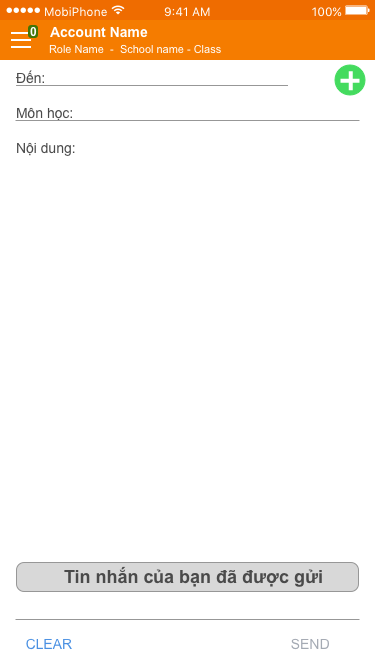 MobiPhone 9:41 AM 100%
0 Account Name
Role Name - School name - Class
Đến:
Môn học:
Nội dung:
Tin nhắn của bạn đã được gửi
CLEAR SEND